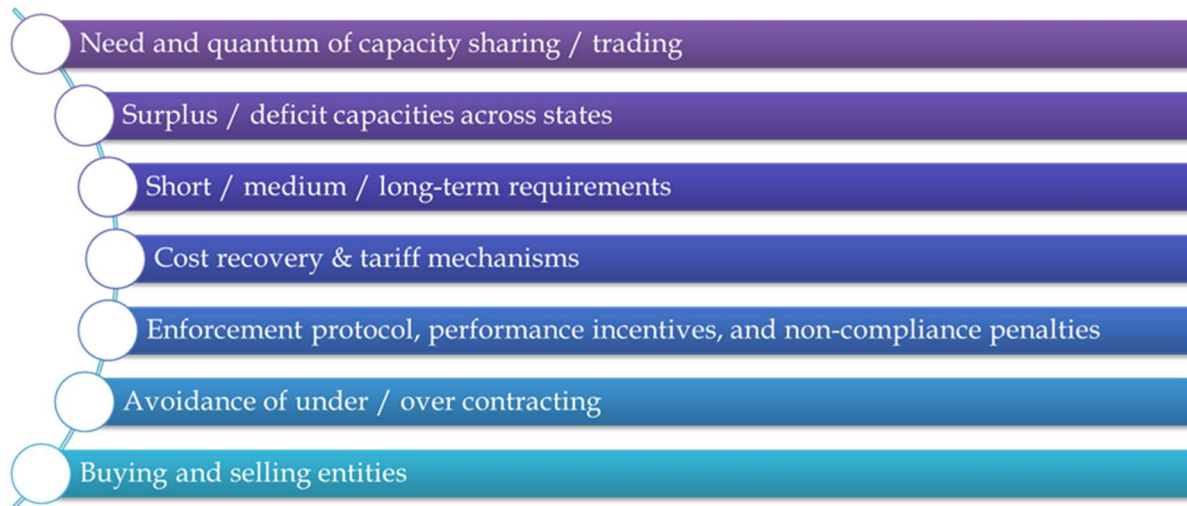 Need and quantum of capacity sharing / trading
Surplus / deficit capacities across states
Short / medium / long-term requirements
Cost recovery & tariff mechanisms
Enforcement protocol, performance incentives, and non-compliance penalties
Avoidance of under / over contracting
Buying and selling entities